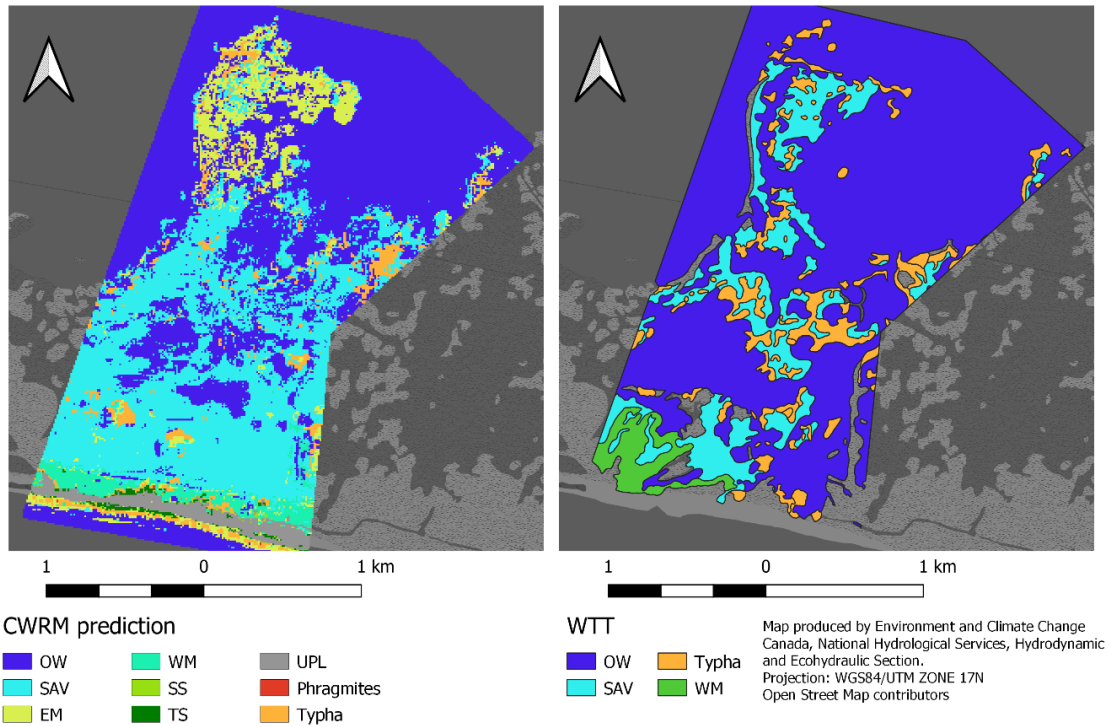 1 0 1 km
1 0 1 km
CWRM prediction
OW WM UPL
SAV SS Phragmites
EM TS Typha
WTT
OW Typha
SAV WM
Map produced by Environment and Climate Change
Canada, National Hydrological Services, Hydrodynamic
and Ecohydraulic Section.
Projection: WGS84/UTM ZONE 17N
Open Street Map contributors